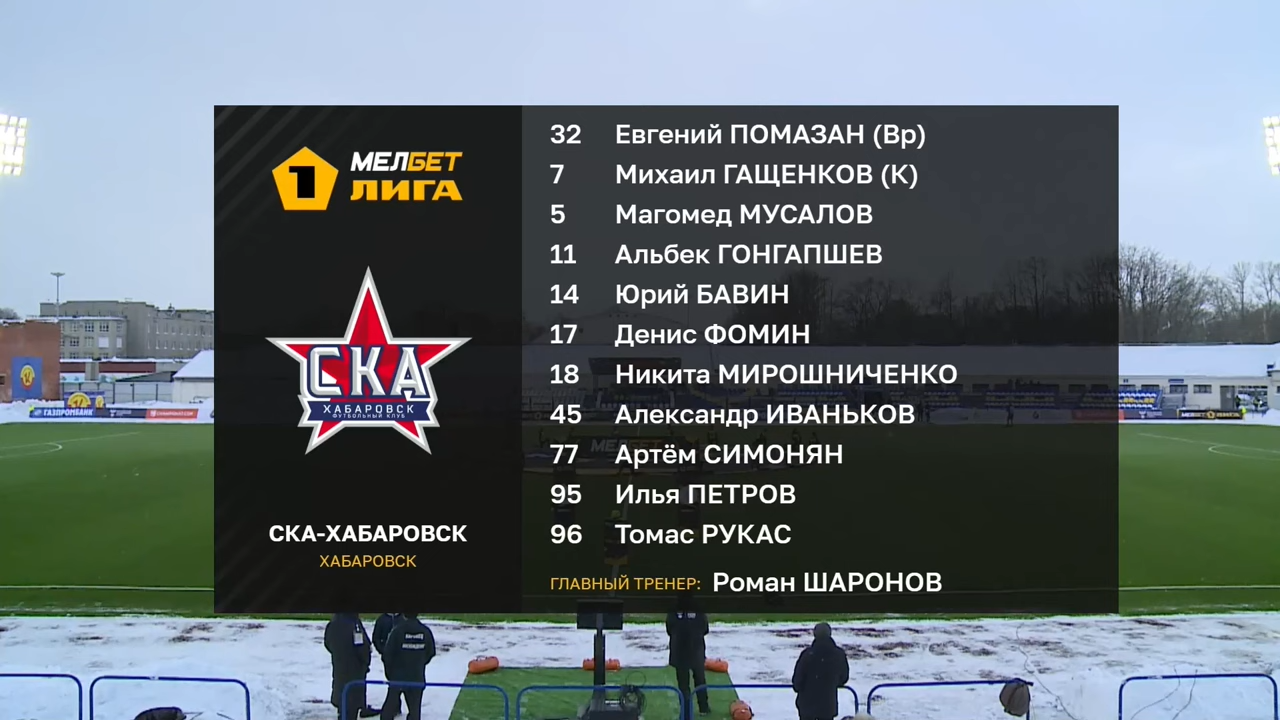 1 МЕЛБЕТ
ЛИГА
СКА
ХАБАРОВСК
ФУТБОЛЬНЫЙ КЛУБ
СКА-ХАБАРОВСК
ХАБАРОВСК
32 Евгений ПОМАЗАН (Вр)
7 Михаил ГАЩЕНКОВ (К)
5 Магомед МУСАЛОВ
11 Альбек ГОНГАПШЕВ
14 Юрий БАВИН
17 Денис ФОМИН
18 Никита МИРОШНИЧЕНКО
45 Александр ИВАНЬКОВ
77 Артём СИМОНЯН
95 Илья ПЕТРОВ
96 Томас РУКАС
ГЛАВНЫЙ ТРЕНЕР: Роман ШАРОНОВ
ГАЗПРОМБАНК